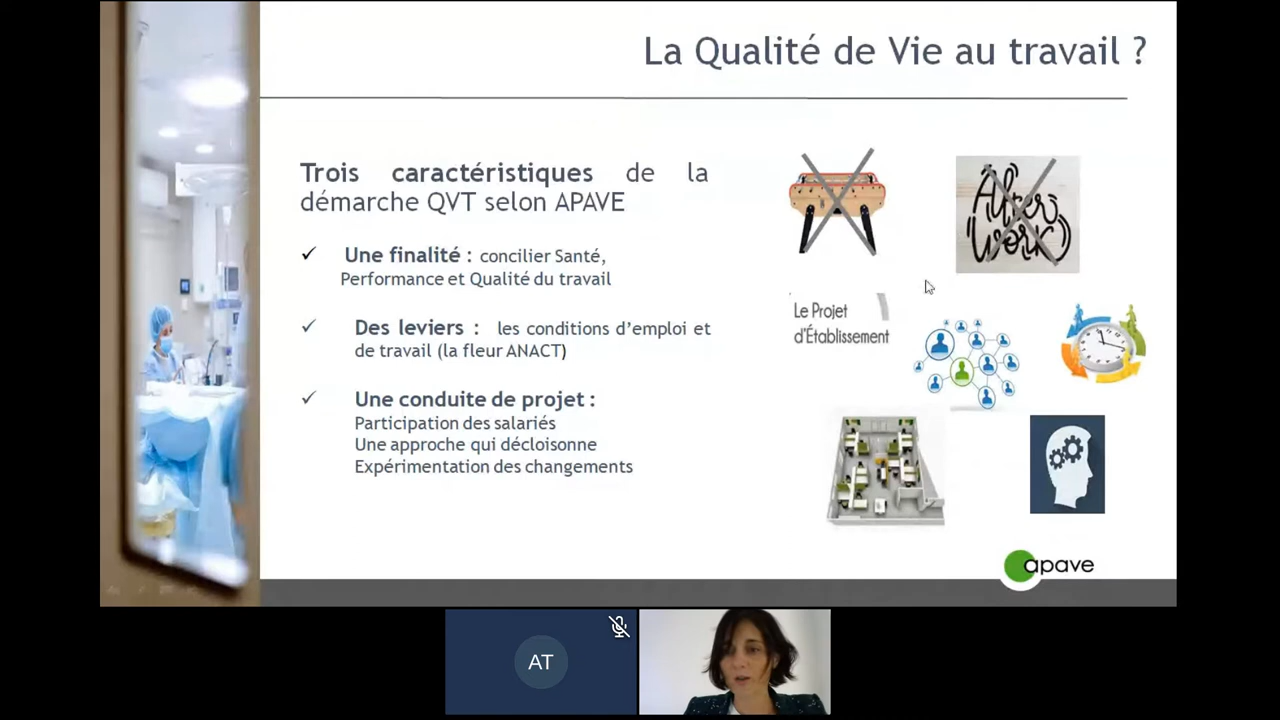 La Qualité de Vie au travail ?
Trois caractéristiques de la
démarche QVT selon APAVE
Une finalité : concilier Santé,
Performance et Qualité du travail
Des leviers : les conditions d’emploi et
de travail (la fleur ANACT)
Une conduite de projet :
Participation des salariés
Une approche qui décloisonne
Expérimentation des changements
After
Work
Le Projet
d'Établissement
apave
AT